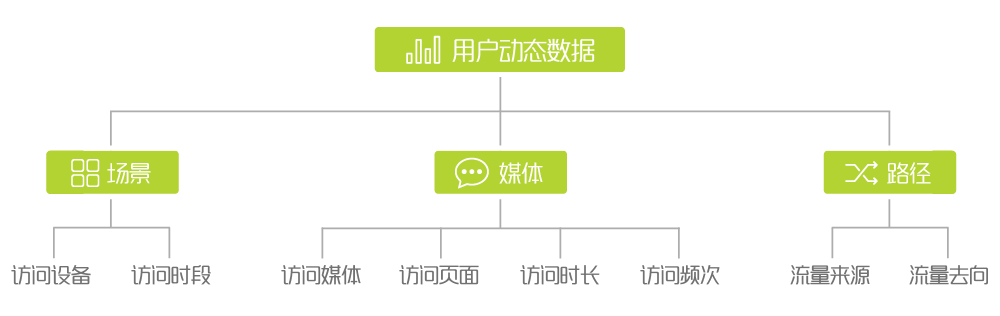 用户动态数据
场景
媒体
路径
访问设备
访问时段
访问媒体
访问页面
访问时长
访问频次
流量来源
流量去向